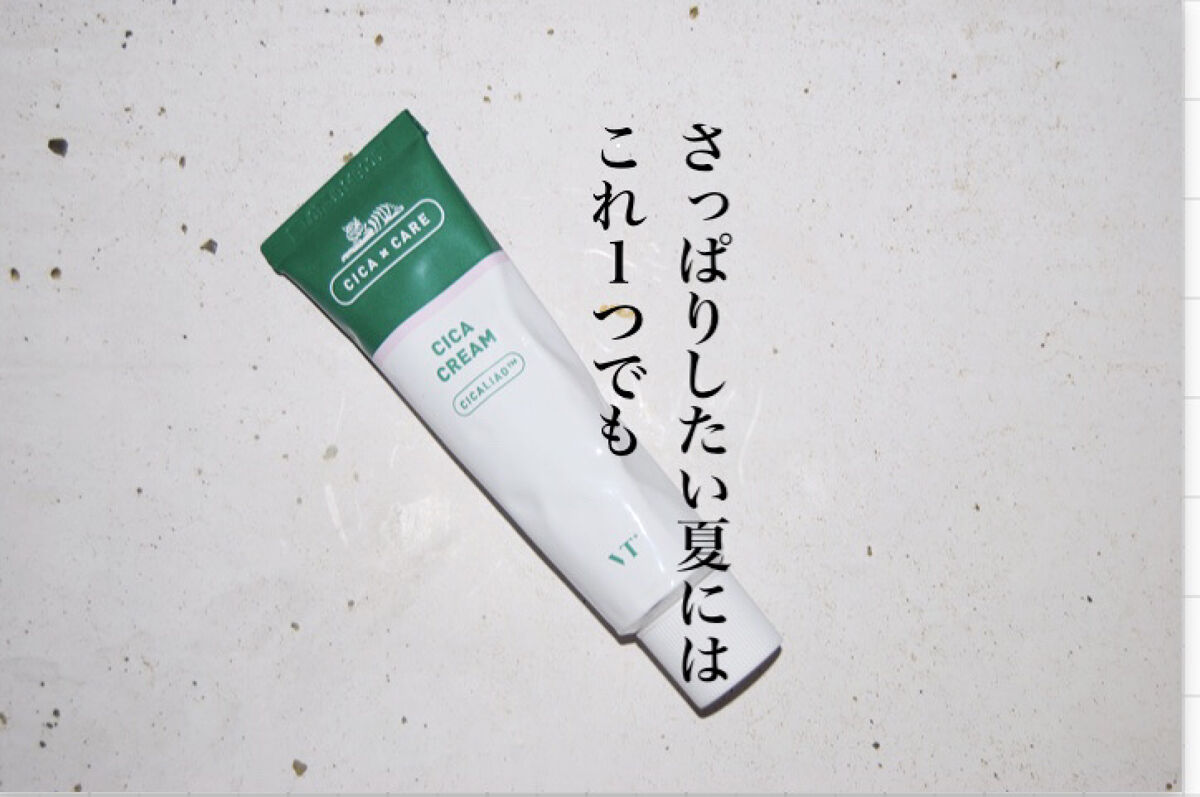 さっぱりしたい夏には
これ1つでも
CICA × CARE
CICA
CREAM
CICALIAO™
VT